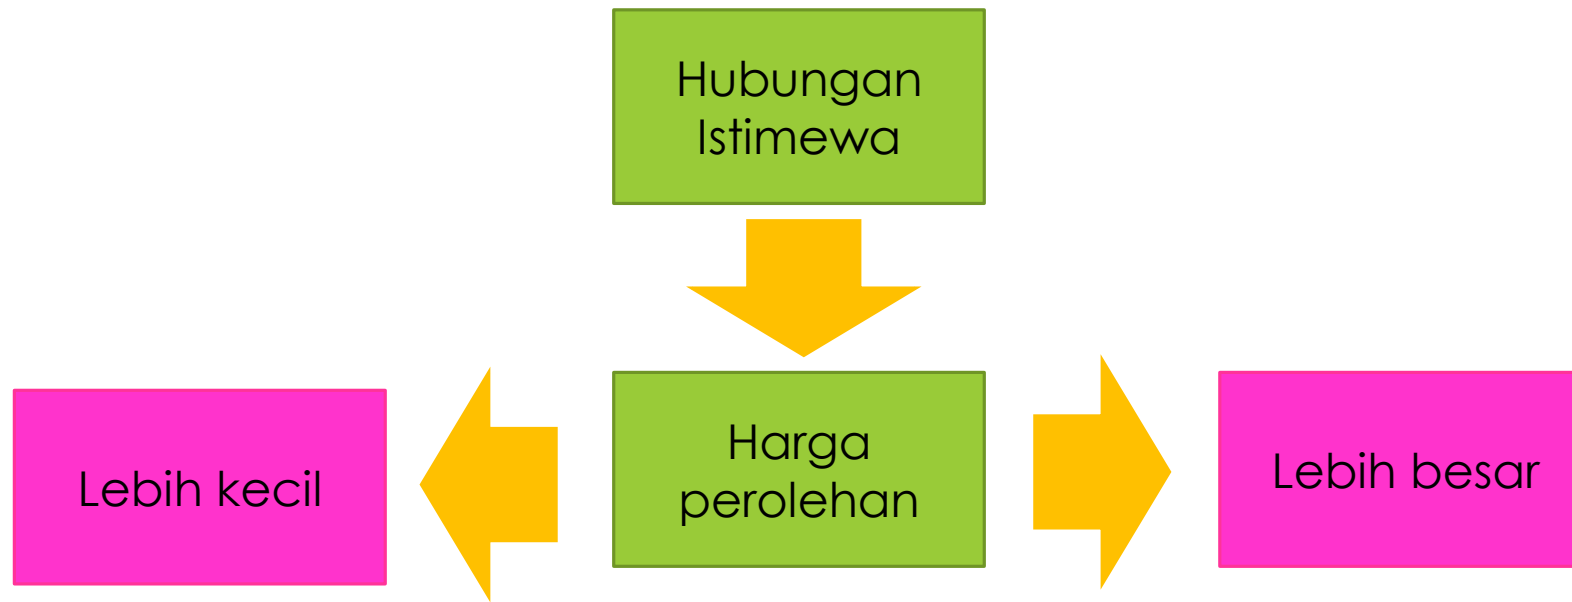 Hubungan
Istimewa
Lebih kecil
Harga
perolehan
Lebih besar